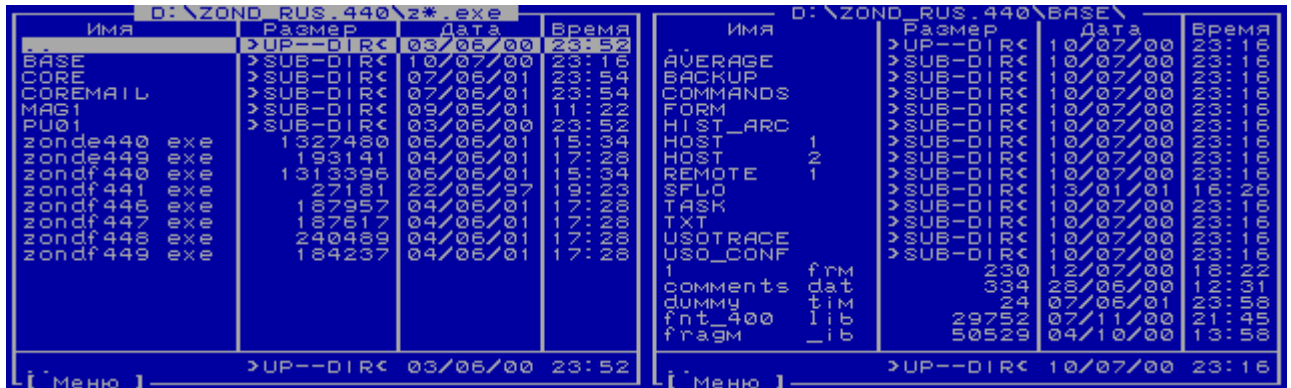 D:\ZOND_RUS.440\z*.exe
Имя Размер Дата Время
.. >UP--DIR< 03/06/00 23:52
BASE >SUB-DIR< 10/07/00 23:16
CORE >SUB-DIR< 07/06/01 23:54
COREMAIL >SUB-DIR< 07/06/01 23:54
MAG1 >SUB-DIR< 09/05/01 11:22
PU01 >SUB-DIR< 03/06/00 23:52
zonde440 exe 1327480 06/06/01 15:34
zonde449 exe 193141 04/06/01 17:28
zondf440 exe 1313396 06/06/01 15:34
zondf441 exe 27181 22/05/97 19:23
zondf446 exe 187957 04/06/01 17:28
zondf447 exe 187617 04/06/01 17:28
zondf448 exe 240489 04/06/01 17:28
zondf449 exe 184237 04/06/01 17:28
.. >UP--DIR< 03/06/00 23:52
[ Меню ]
D:\ZOND_RUS.440\BASE\
Имя Размер Дата Время
.. >UP--DIR< 10/07/00 23:16
AVERAGE >SUB-DIR< 10/07/00 23:16
BACKUP >SUB-DIR< 10/07/00 23:16
COMMANDS >SUB-DIR< 10/07/00 23:16
FORM >SUB-DIR< 10/07/00 23:16
HIST_ARC >SUB-DIR< 10/07/00 23:16
HOST 1 >SUB-DIR< 10/07/00 23:16
HOST 2 >SUB-DIR< 10/07/00 23:16
REMOTE 1 >SUB-DIR< 10/07/00 23:16
SFLO >SUB-DIR< 13/01/01 16:26
TASK >SUB-DIR< 10/07/00 23:16
TXT >SUB-DIR< 10/07/00 23:16
USOTRACE >SUB-DIR< 10/07/00 23:16
USO_CONF >SUB-DIR< 10/07/00 23:16
1 frm 230 12/07/00 18:22
comments dat 334 28/06/00 12:31
dummy tim 24 07/06/01 23:58
fnt_400 lib 29752 07/11/00 21:45
fragm _ib 50529 04/10/00 13:58
.. >UP--DIR< 10/07/00 23:16
[ Меню ]